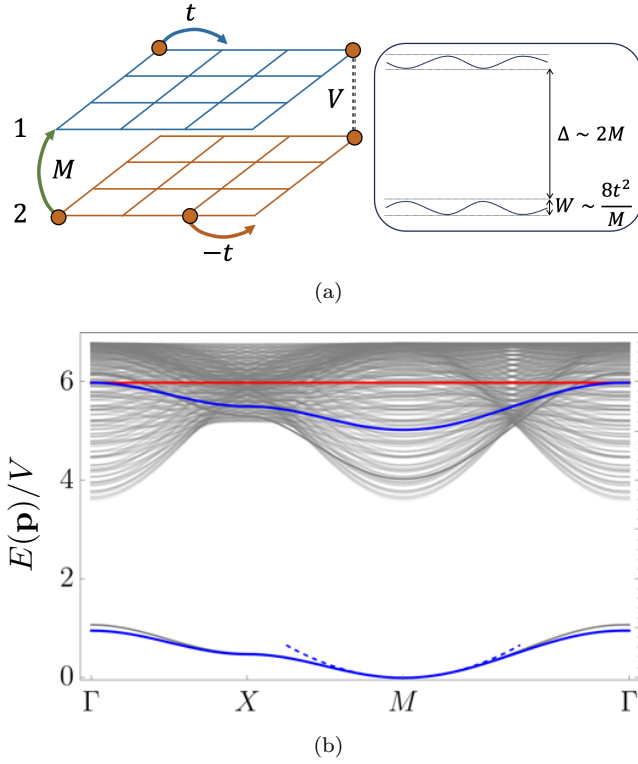 t
1
V
M
2
−t
Δ ~ 2M
W ~ 8t²/M
(a)
E(p)/V
6
4
2
0
Γ X M Γ
(b)